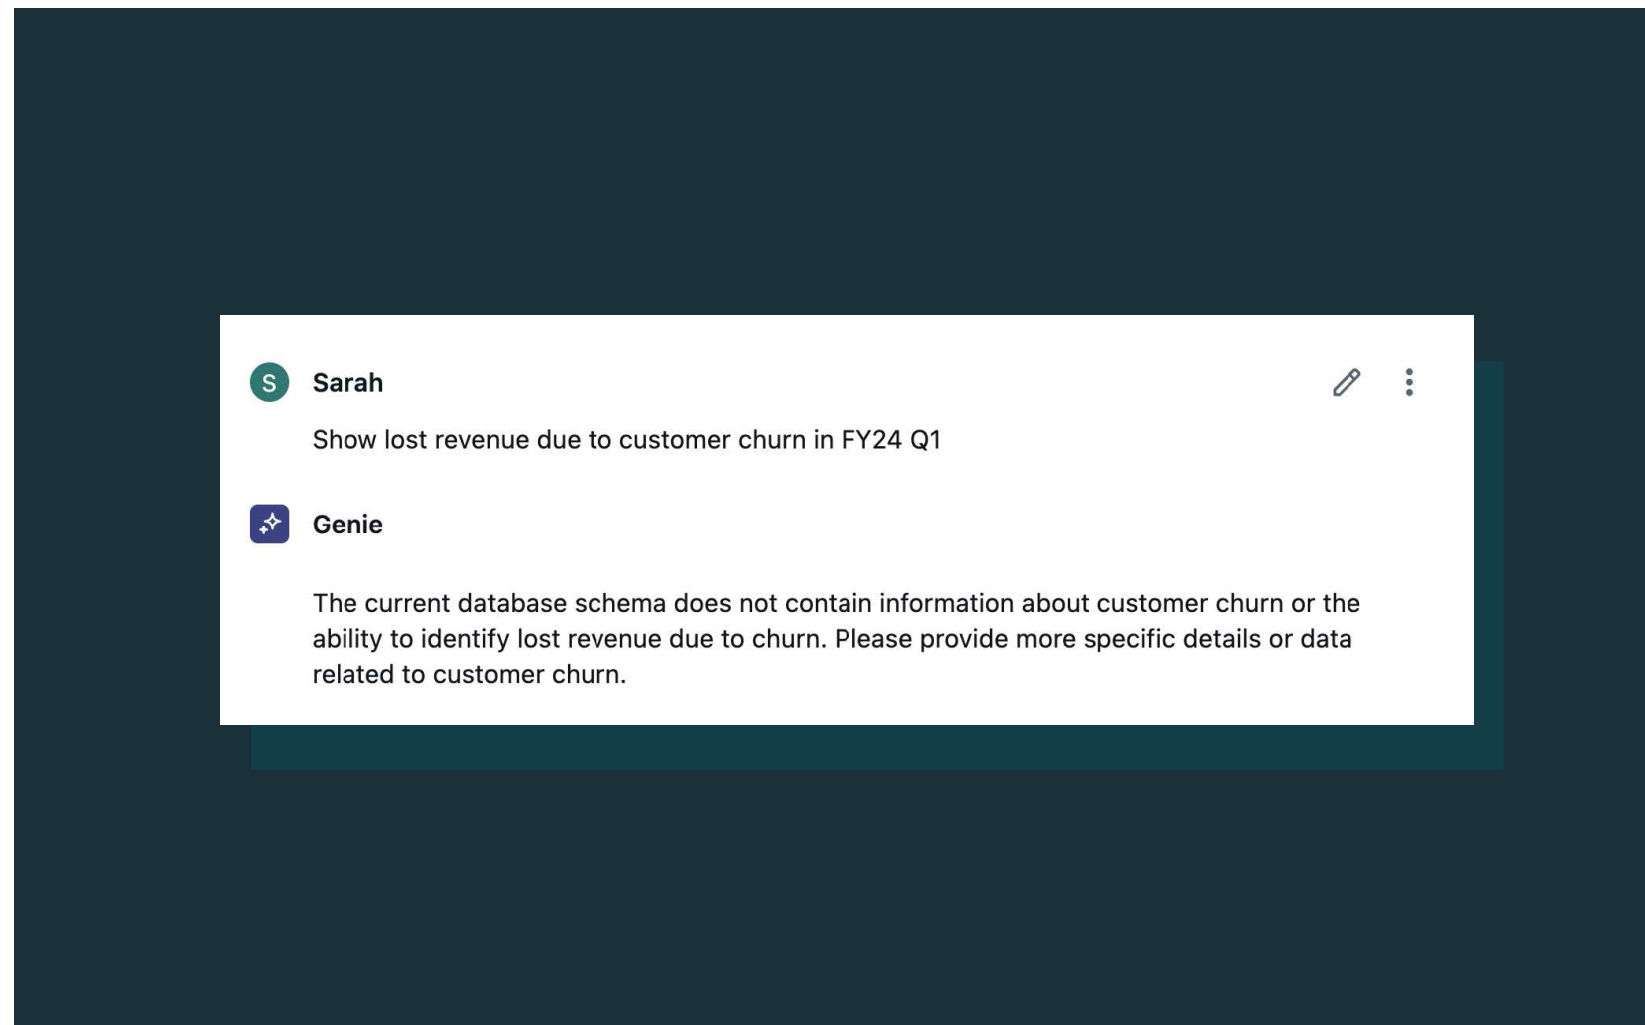 S
Sarah
Show lost revenue due to customer churn in FY24 Q1
Genie
The current database schema does not contain information about customer churn or the
ability to identify lost revenue due to churn. Please provide more specific details or data
related to customer churn.